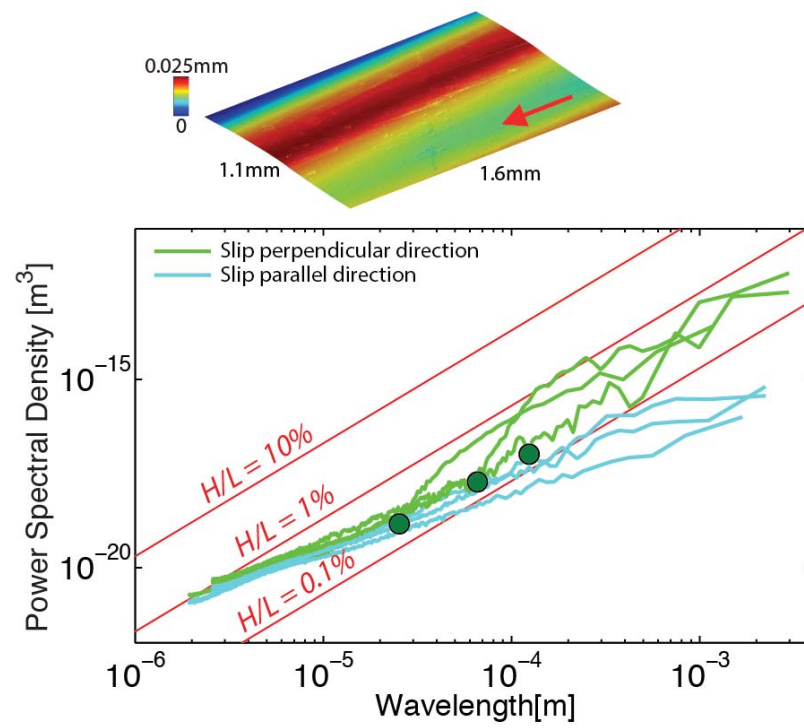 0.025mm
0
1.1mm
1.6mm
Slip perpendicular direction
Slip parallel direction
Power Spectral Density [m³]
10⁻¹⁵
10⁻²⁰
H/L = 10%
H/L = 1%
H/L = 0.1%
10⁻⁶
10⁻⁵
10⁻⁴
10⁻³
Wavelength[m]